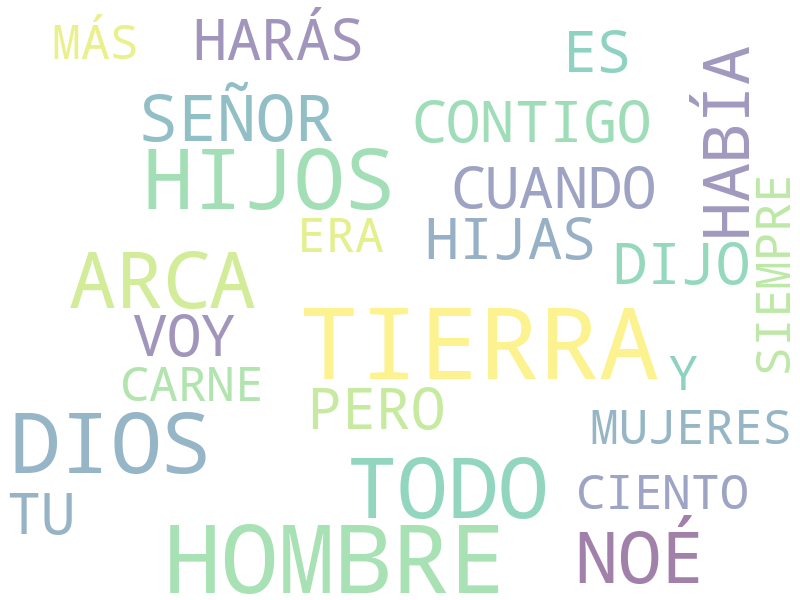 MÁS
HARÁS
ES
HABÍA
SEÑOR
CONTIGO
HIJOS
CUANDO
SIEMPRE
ERA
HIJAS
DIJO
ARCA
VOY
TIERRA
CARNE
Y
PERO
DIOS
MUJERES
TODO
CIENTO
TU
HOMBRE
NOÉ